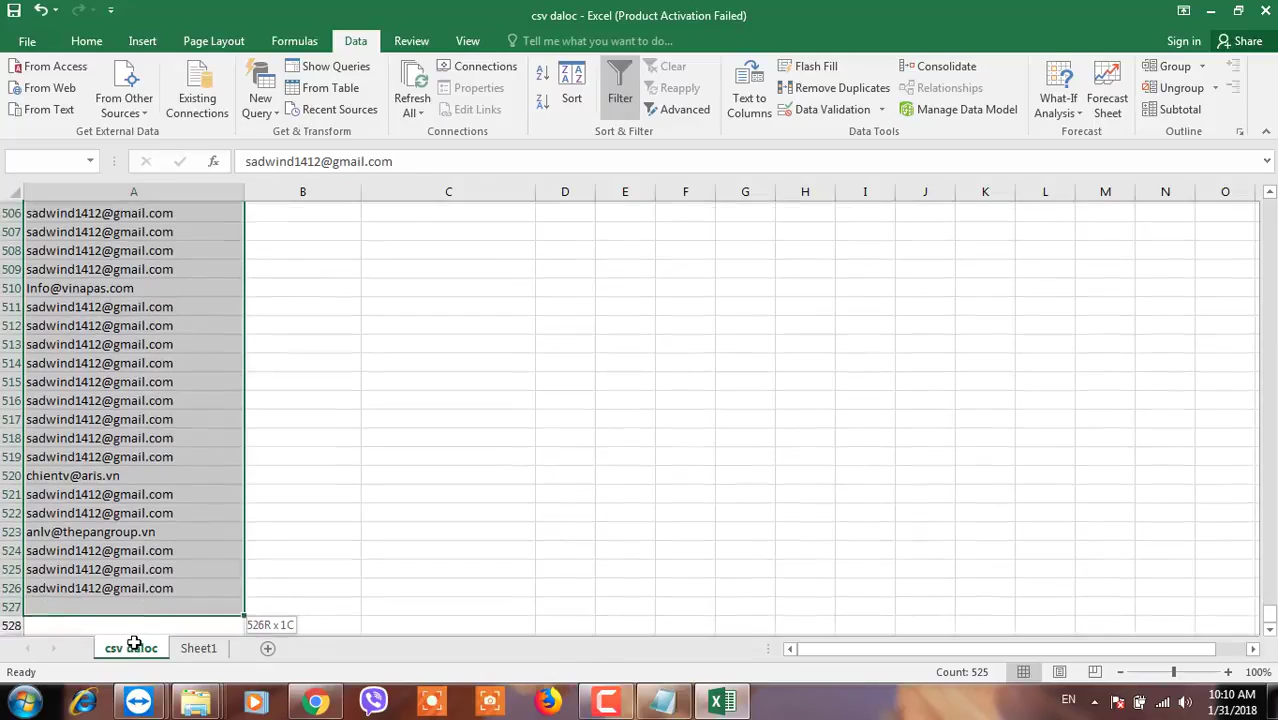 csv daloc - Excel (Product Activation Failed)
File Home Insert Page Layout Formulas Data Review View Tell me what you want to do... Sign in Share
From Access
From Web
From Text
From Other Sources
Existing Connections
Get External Data
New Query
Show Queries
From Table
Recent Sources
Get & Transform
Refresh All
Connections
Properties
Edit Links
Connections
Sort
Filter
Clear
Reapply
Advanced
Sort & Filter
Text to Columns
Flash Fill
Remove Duplicates
Data Validation
Consolidate
Relationships
Manage Data Model
Data Tools
What-If Analysis
Forecast Sheet
Forecast
Group
Ungroup
Subtotal
Outline
fx sadwind1412@gmail.com
A B C D E F G H I J K L M N O
506 sadwind1412@gmail.com
507 sadwind1412@gmail.com
508 sadwind1412@gmail.com
509 sadwind1412@gmail.com
510 Info@vinapas.com
511 sadwind1412@gmail.com
512 sadwind1412@gmail.com
513 sadwind1412@gmail.com
514 sadwind1412@gmail.com
515 sadwind1412@gmail.com
516 sadwind1412@gmail.com
517 sadwind1412@gmail.com
518 sadwind1412@gmail.com
519 sadwind1412@gmail.com
520 chientv@aris.vn
521 sadwind1412@gmail.com
522 sadwind1412@gmail.com
523 anlv@thepangroup.vn
524 sadwind1412@gmail.com
525 sadwind1412@gmail.com
526 sadwind1412@gmail.com
527
528 526R x 1C
csv daloc Sheet1
Ready Count: 525 100%
EN 10:10 AM
1/31/2018